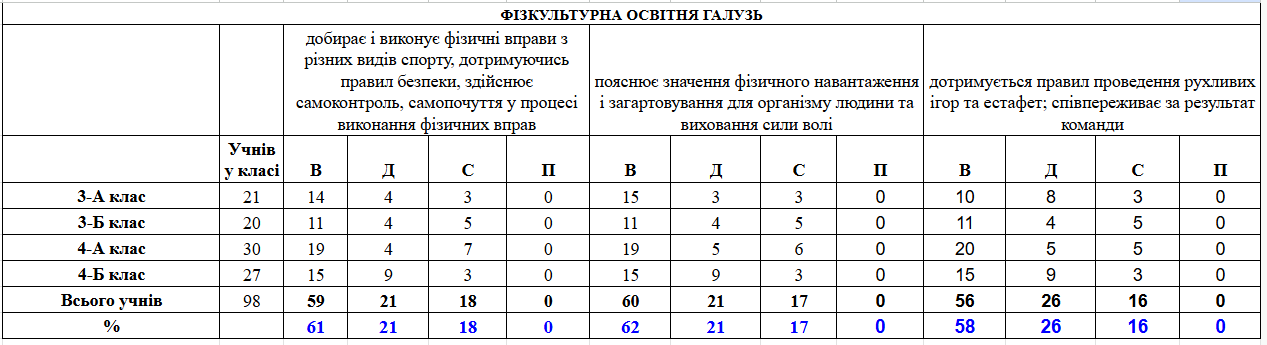 ФІЗКУЛЬТУРНА ОСВІТНЯ ГАЛУЗЬ
добирає і виконує фізичні вправи з
різних видів спорту, дотримуючись
правил безпеки, здійснює
самоконтроль, самопочуття у процесі
виконання фізичних вправ
пояснює значення фізичного навантаження
і загартовування для організму людини та
виховання сили волі
дотримується правил проведення рухливих
ігор та естафет; співпереживає за результат
команди
Учнів
у класі В Д С П В Д С П В Д С П
3-А клас 21 14 4 3 0 15 3 3 0 10 8 3 0
3-Б клас 20 11 4 5 0 11 4 5 0 11 4 5 0
4-А клас 30 19 4 7 0 19 5 6 0 20 5 5 0
4-Б клас 27 15 9 3 0 15 9 3 0 15 9 3 0
Всього учнів 98 59 21 18 0 60 21 17 0 56 26 16 0
% 61 21 18 0 62 21 17 0 58 26 16 0